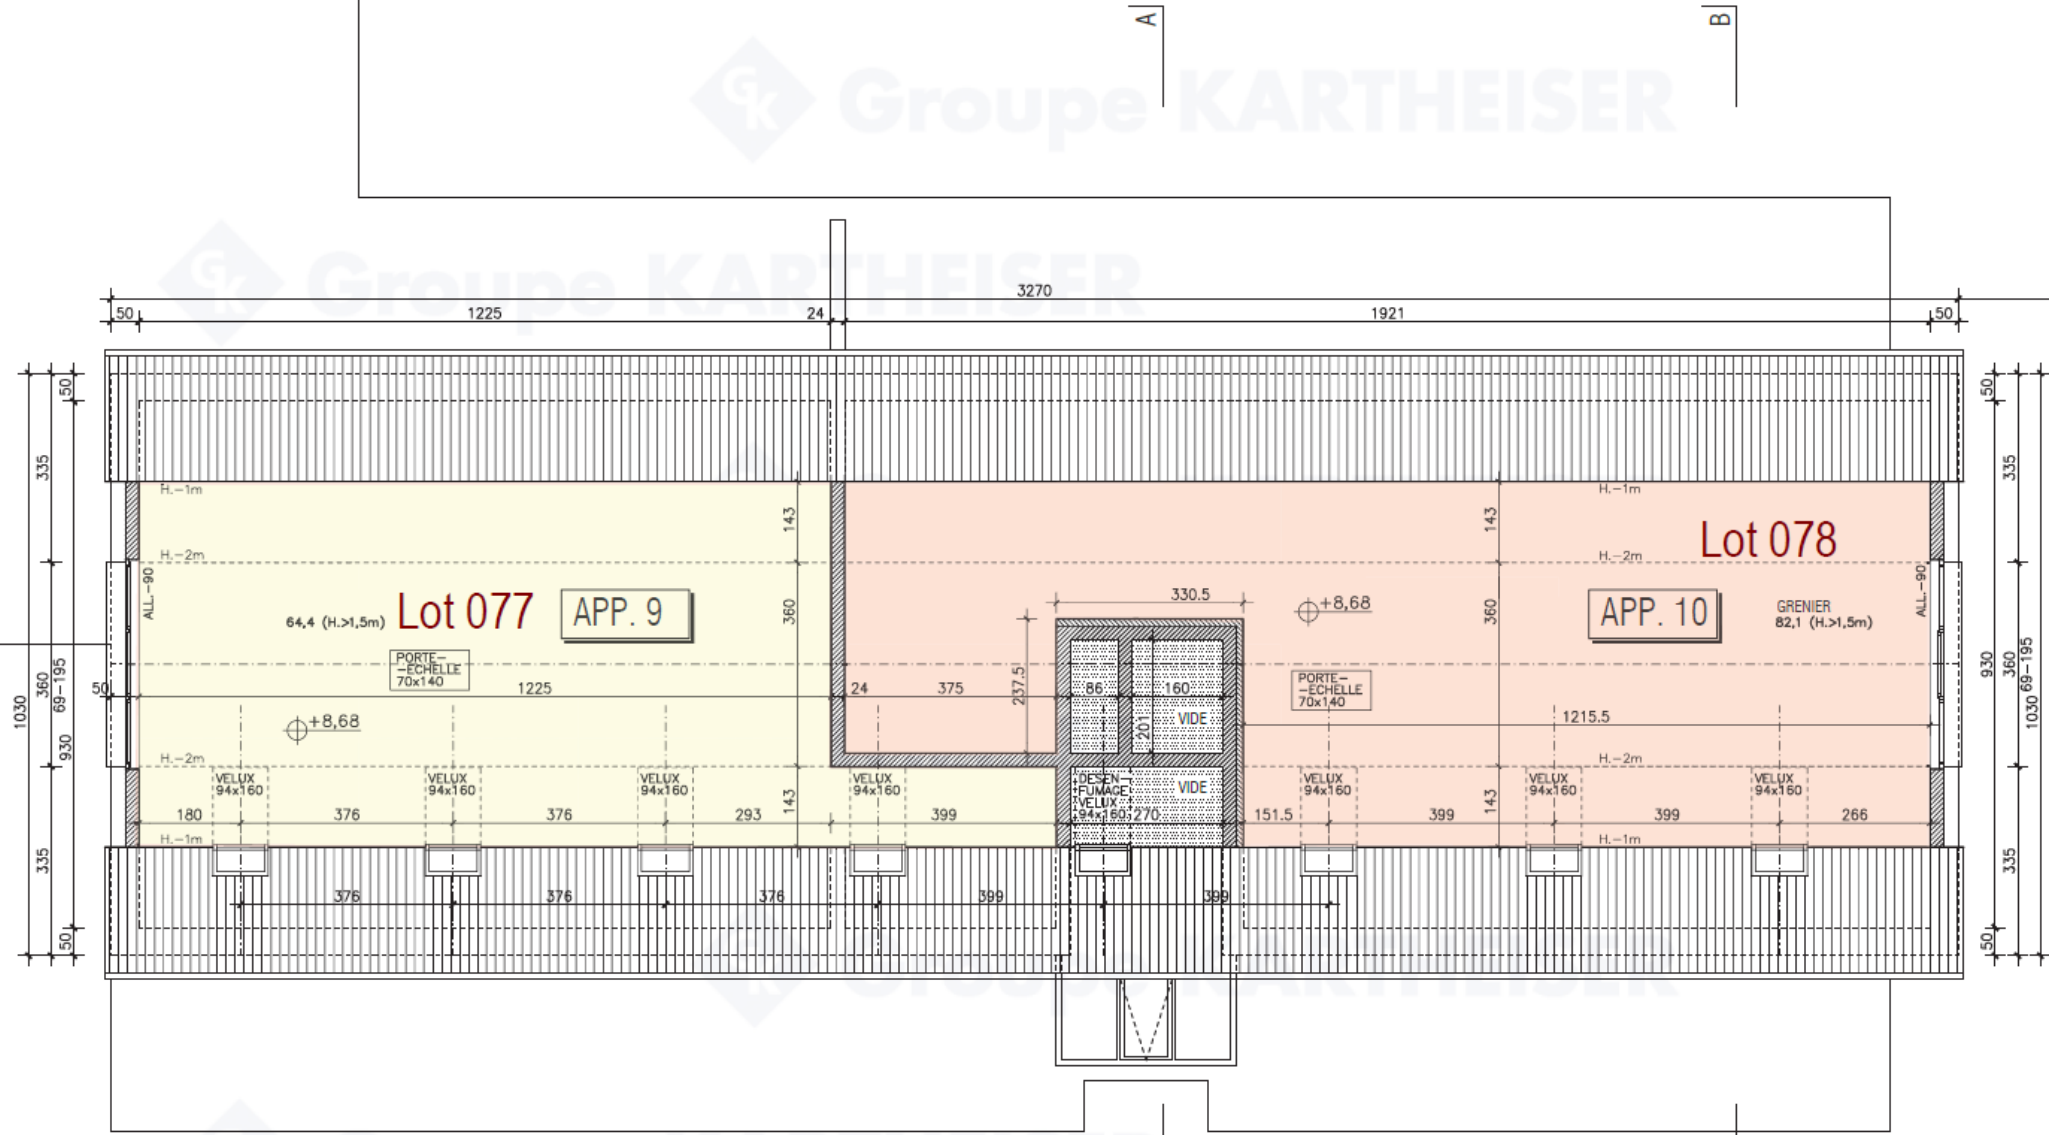 A
B
Groupe KARTHEISER
Groupe KARTHEISER
3270
50
1225
24
1921
50
50
50
H.-1m
H.-1m
335
143
143
335
Lot 078
H.-2m
H.-2m
ALL.-90
ALL.-90
330.5
Lot 077
APP. 9
64,4 (H.>1,5m)
360
+8,68
360
APP. 10
GRENIER
82,1 (H.>1,5m)
PORTE-
-ECHELLE
70x140
PORTE-
-ECHELLE
70x140
1030
360
69-195
930
50
1225
24
375
237.5
86
160
201
VIDE
1215.5
930
360
69-195
1030
+8,68
H.-2m
H.-2m
VELUX
94x160
VELUX
94x160
VELUX
94x160
VELUX
94x160
DESEN-
FUMAGE
VELUX
94x160
VIDE
VELUX
94x160
VELUX
94x160
VELUX
94x160
143
143
180
376
376
293
399
270
151.5
399
399
266
H.-1m
H.-1m
335
335
376
376
376
399
399
50
50
Groupe KARTHEISER